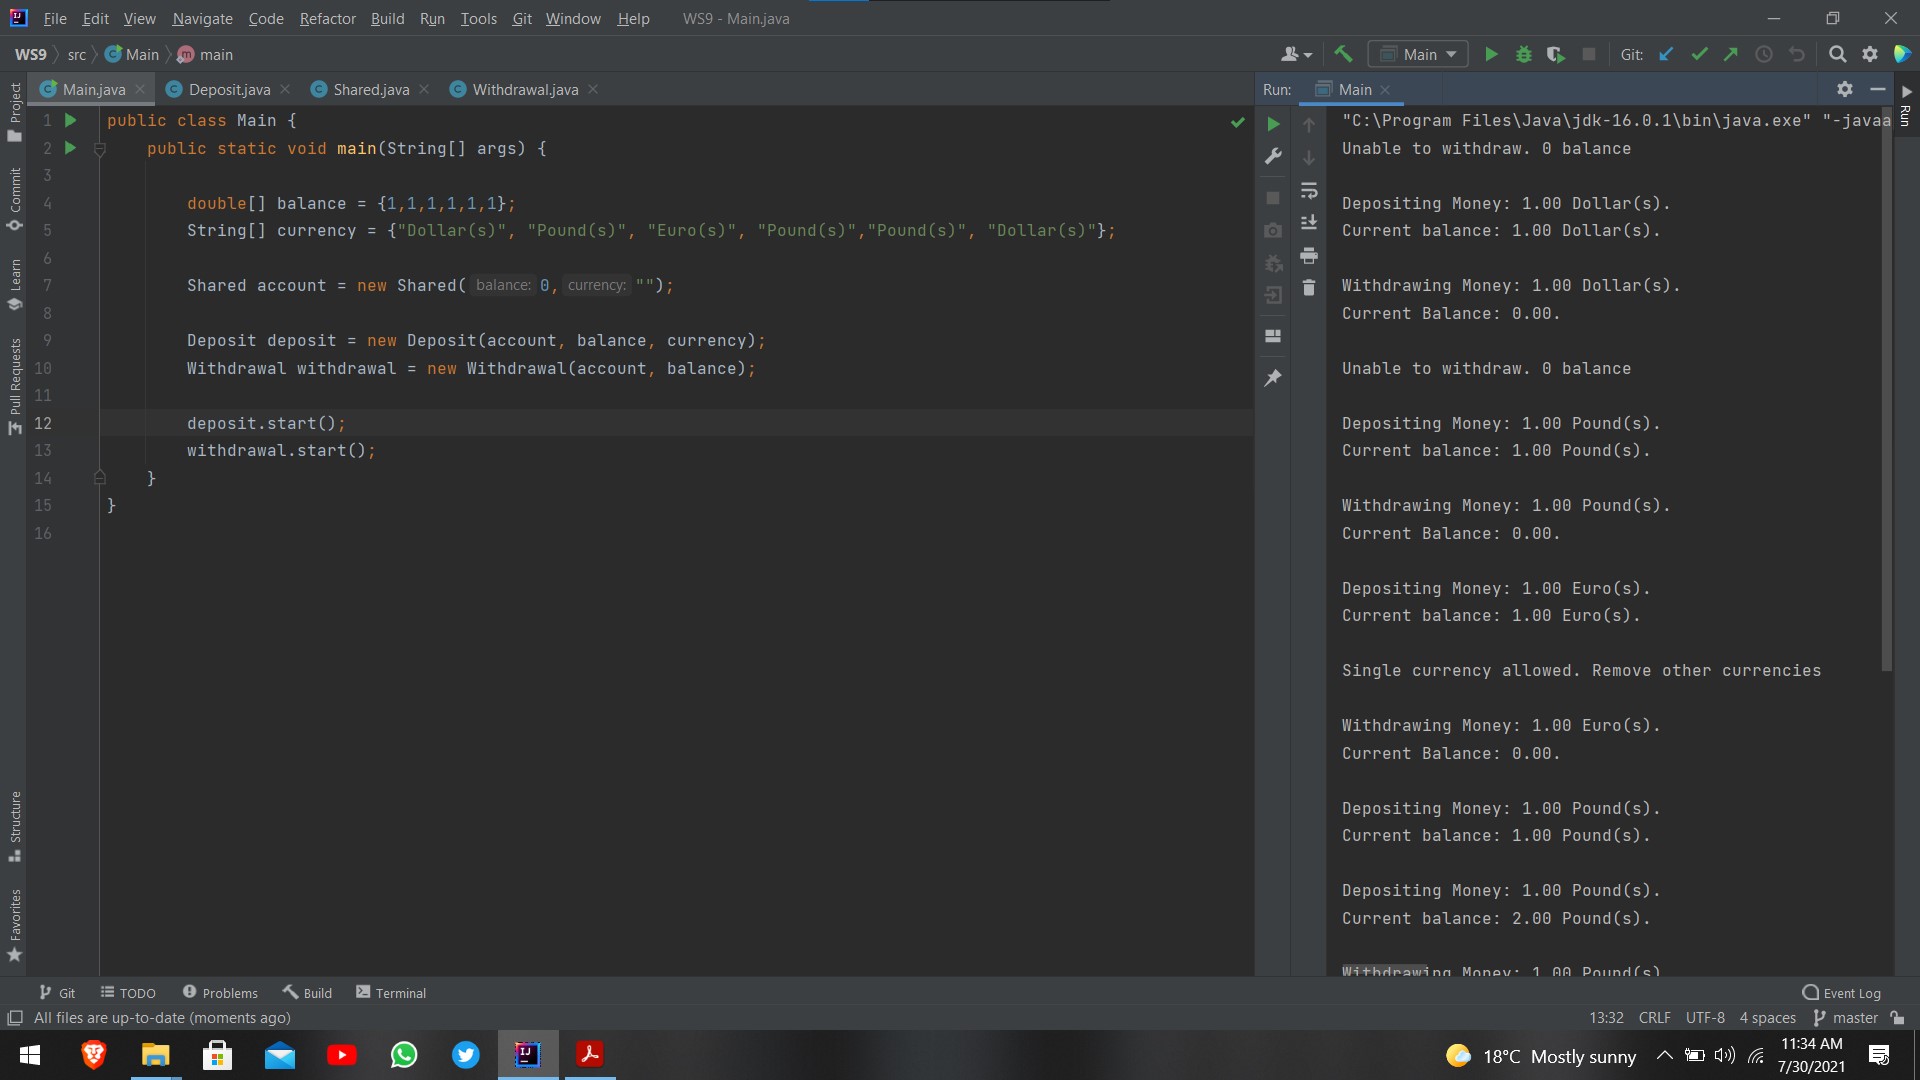 File Edit View Navigate Code Refactor Build Run Tools Git Window Help WS9 - Main.java
WS9 src Main main
Main Git:
Main.java Deposit.java Shared.java Withdrawal.java
1 public class Main {
2 public static void main(String[] args) {
3
4 double[] balance = {1,1,1,1,1,1};
5 String[] currency = {"Dollar(s)", "Pound(s)", "Euro(s)", "Pound(s)","Pound(s)", "Dollar(s)"};
6
7 Shared account = new Shared( balance: 0, currency: "");
8
9 Deposit deposit = new Deposit(account, balance, currency);
10 Withdrawal withdrawal = new Withdrawal(account, balance);
11
12 deposit.start();
13 withdrawal.start();
14 }
15 }
16
Run: Main
"C:\Program Files\Java\jdk-16.0.1\bin\java.exe" "-javaa
Unable to withdraw. 0 balance
Depositing Money: 1.00 Dollar(s).
Current balance: 1.00 Dollar(s).
Withdrawing Money: 1.00 Dollar(s).
Current Balance: 0.00.
Unable to withdraw. 0 balance
Depositing Money: 1.00 Pound(s).
Current balance: 1.00 Pound(s).
Withdrawing Money: 1.00 Pound(s).
Current Balance: 0.00.
Depositing Money: 1.00 Euro(s).
Current balance: 1.00 Euro(s).
Single currency allowed. Remove other currencies
Withdrawing Money: 1.00 Euro(s).
Current Balance: 0.00.
Depositing Money: 1.00 Pound(s).
Current balance: 1.00 Pound(s).
Depositing Money: 1.00 Pound(s).
Current balance: 2.00 Pound(s).
Withdrawing Money: 1.00 Pound(s)
Project
Commit
Learn
Pull Requests
Structure
Favorites
Run
Git TODO Problems Build Terminal Event Log
All files are up-to-date (moments ago) 13:32 CRLF UTF-8 4 spaces master
18°C Mostly sunny 11:34 AM
7/30/2021